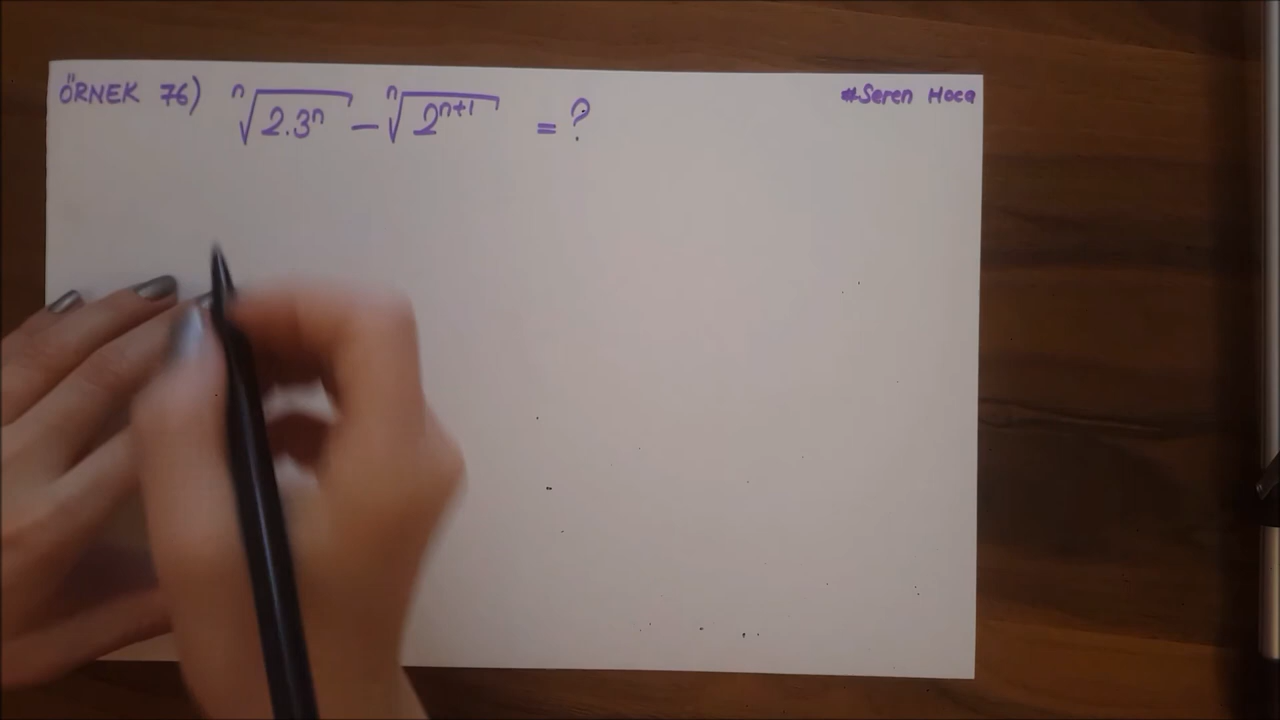 ÖRNEK 76) ⁿ√(2.3ⁿ) - ⁿ√(2ⁿ⁺¹) = ?
#Seren Hoca